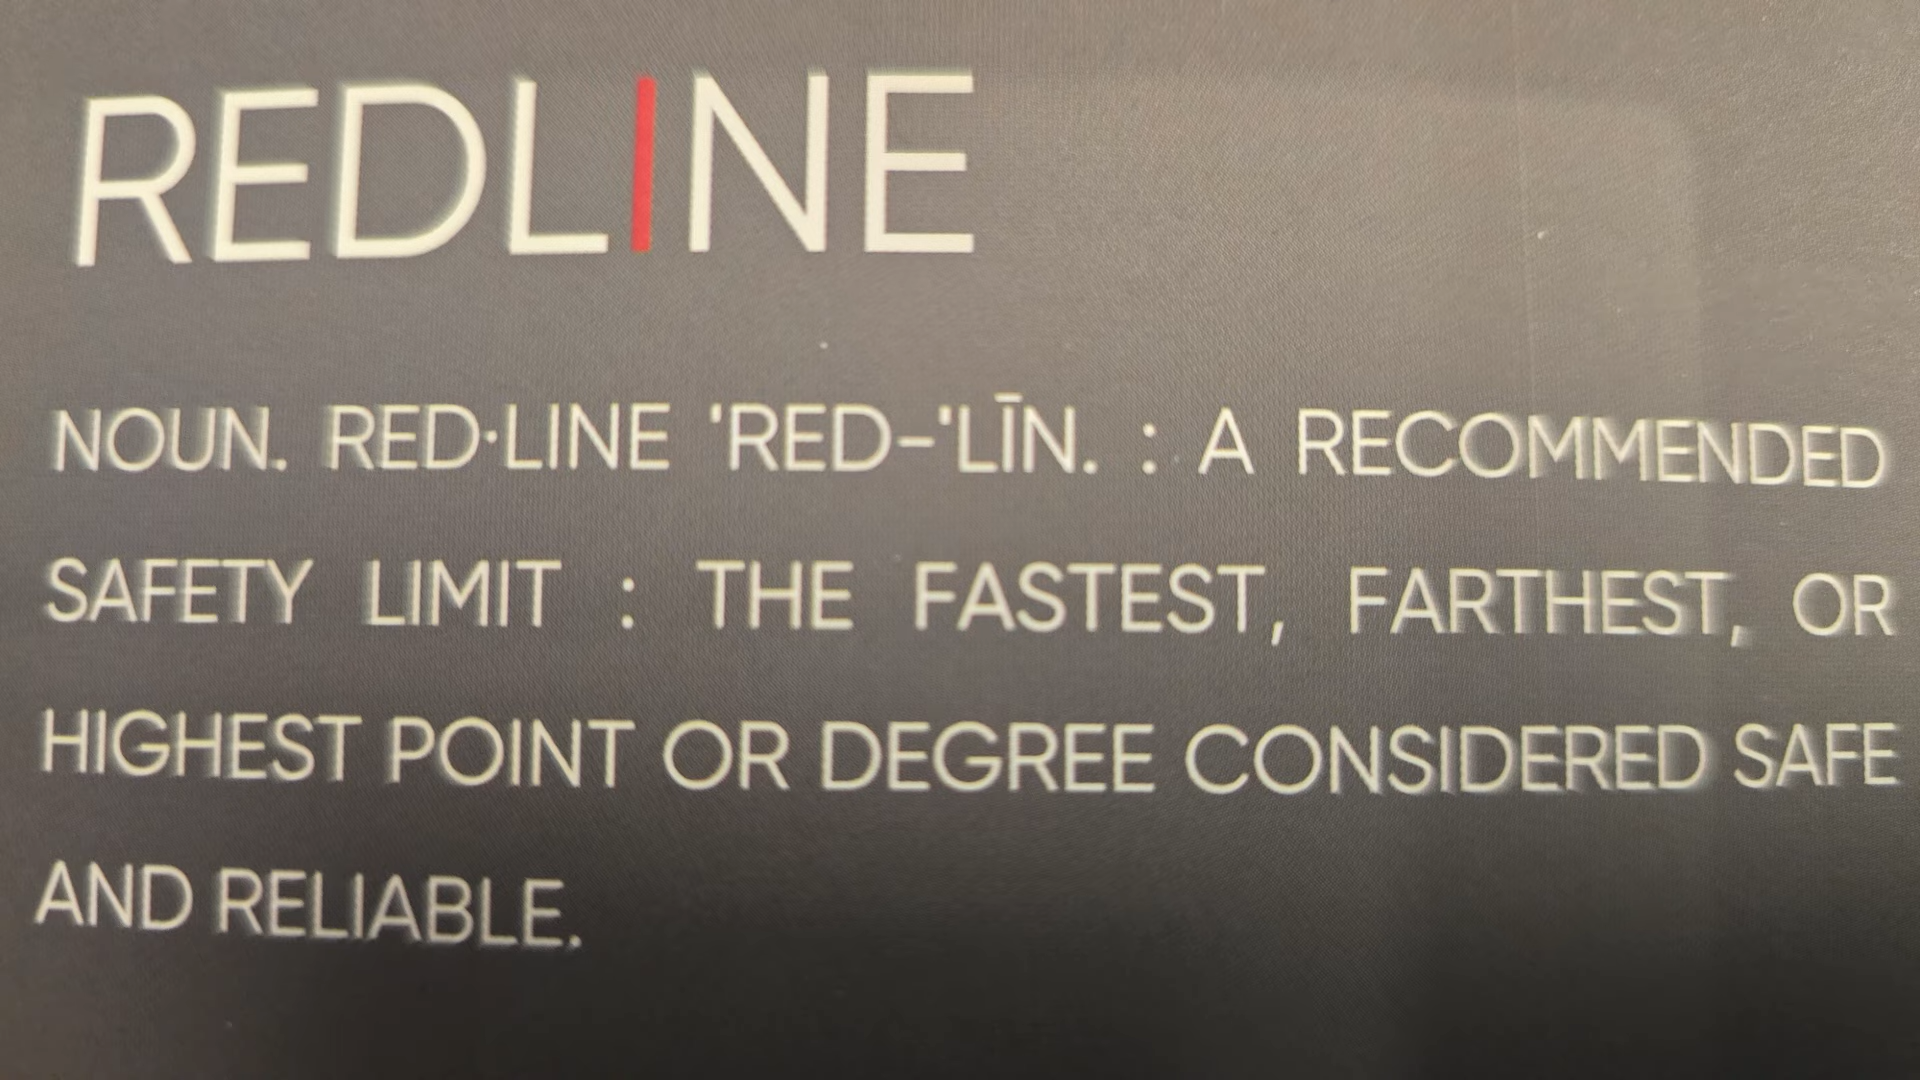 REDLINE
NOUN. RED·LINE 'RED-'LĪN. : A RECOMMENDED
SAFETY LIMIT : THE FASTEST, FARTHEST, OR
HIGHEST POINT OR DEGREE CONSIDERED SAFE
AND RELIABLE.